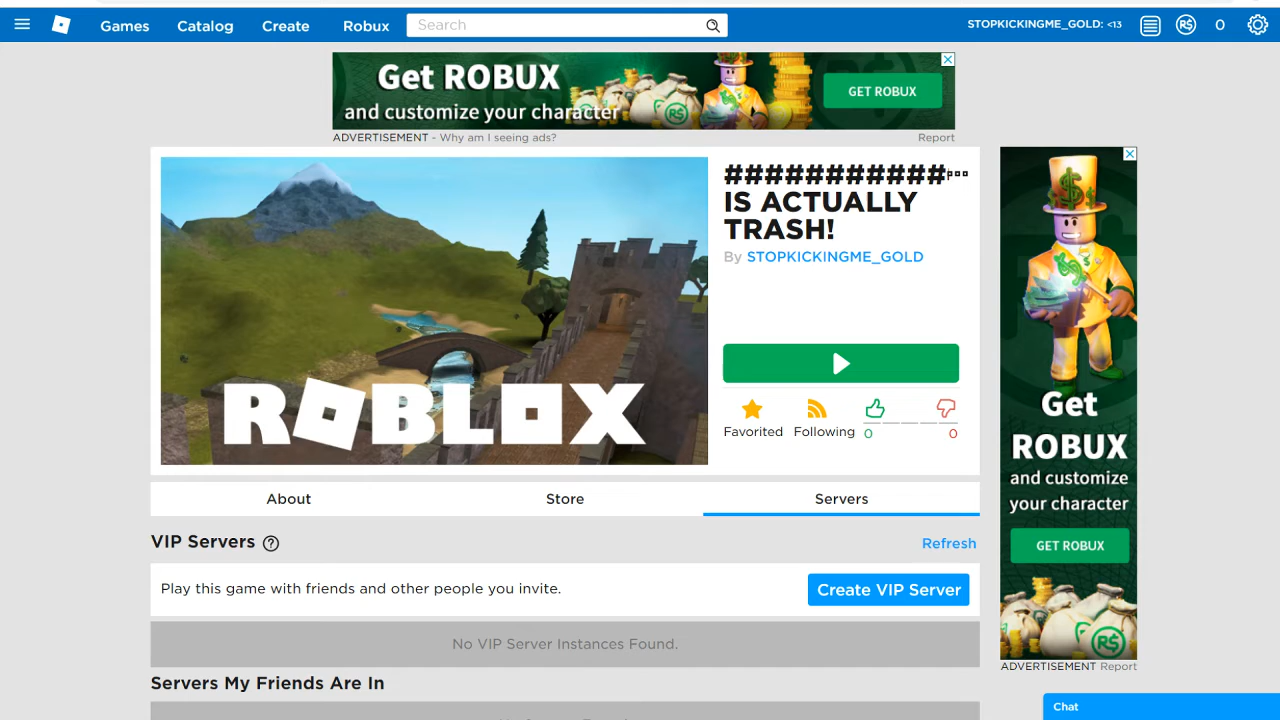 Games Catalog Create Robux Search STOPKICKINGME_GOLD: <13 0
Get ROBUX
and customize your character
GET ROBUX
ADVERTISEMENT - Why am I seeing ads? Report
###########...
IS ACTUALLY
TRASH!
By STOPKICKINGME_GOLD
ROBLOX
Favorited Following 0 0
About Store Servers
VIP Servers Refresh
Play this game with friends and other people you invite. Create VIP Server
No VIP Server Instances Found.
Servers My Friends Are In
Get
ROBUX
and customize
your character
GET ROBUX
ADVERTISEMENT Report
Chat